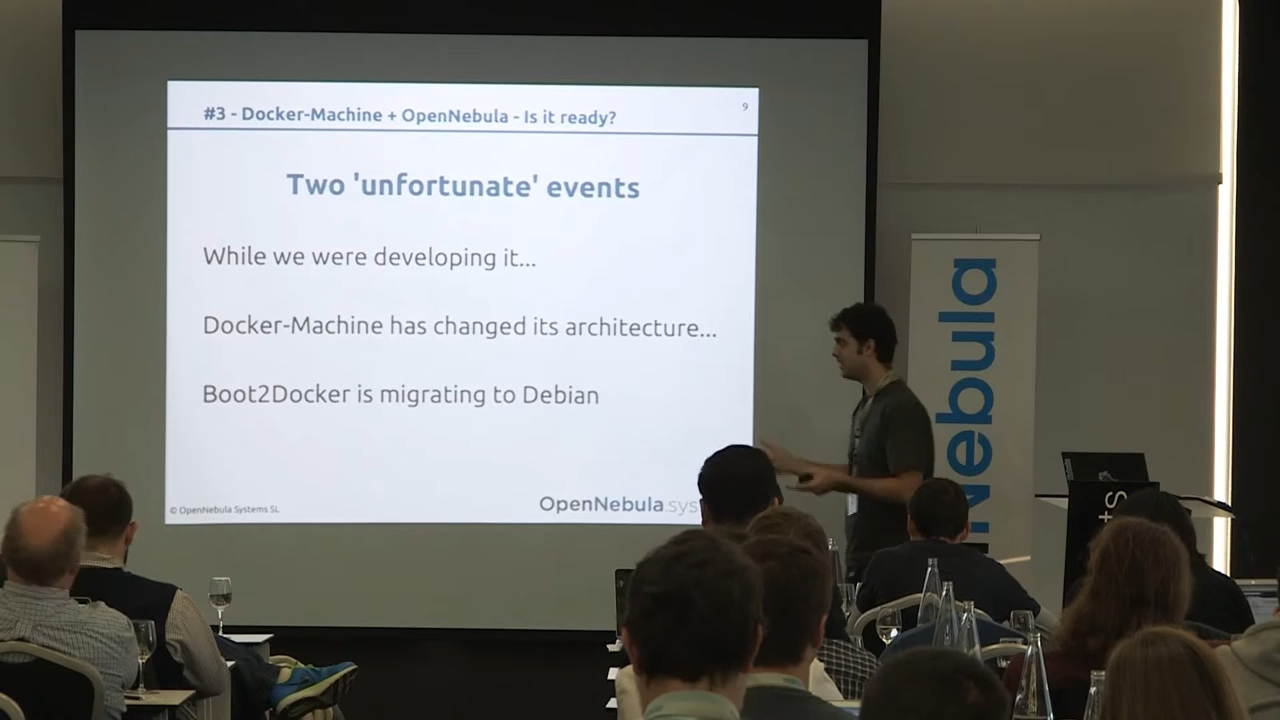 #3 - Docker-Machine + OpenNebula - Is it ready?
9
Two 'unfortunate' events
While we were developing it...
Docker-Machine has changed its architecture...
Boot2Docker is migrating to Debian
© OpenNebula Systems SL
OpenNebula.sys
Nebula